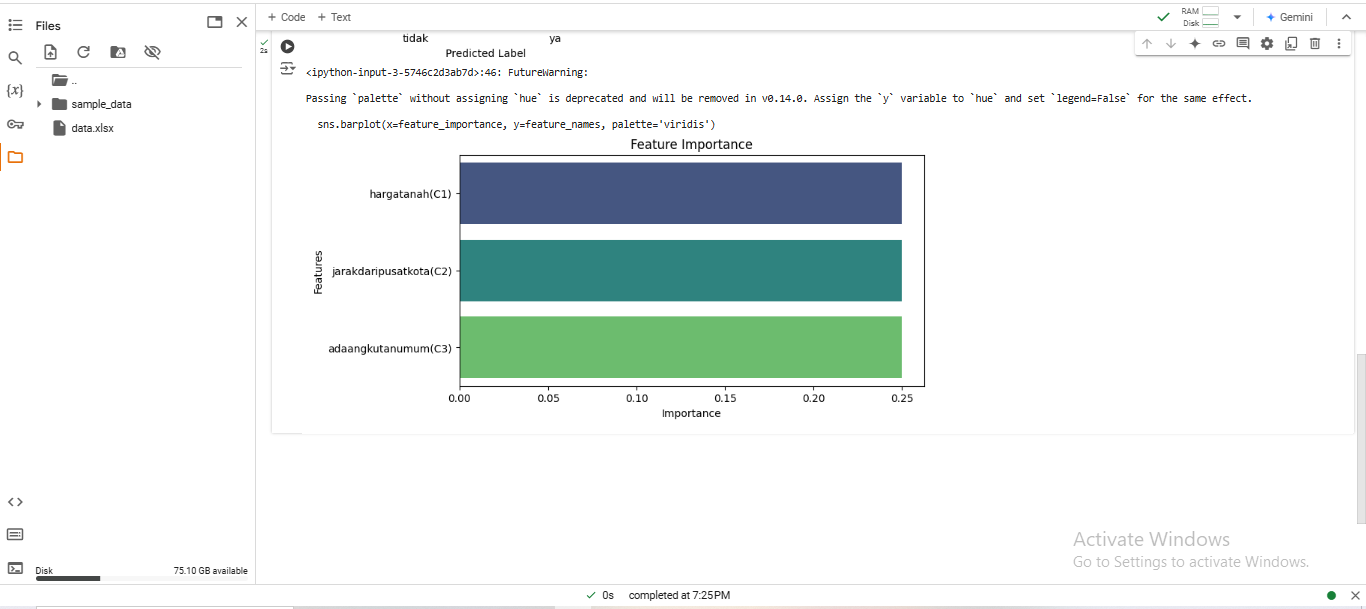 Files
+ Code + Text
RAM
Disk
Gemini
..
sample_data
data.xlsx
{x}
2s
tidak ya
Predicted Label
<ipython-input-3-5746c2d3ab7d>:46: FutureWarning:
Passing `palette` without assigning `hue` is deprecated and will be removed in v0.14.0. Assign the `y` variable to `hue` and set `legend=False` for the same effect.
sns.barplot(x=feature_importance, y=feature_names, palette='viridis')
Feature Importance
hargatanah(C1)
jarakdaripusatkota(C2)
adaangkutanumum(C3)
Features
0.00 0.05 0.10 0.15 0.20 0.25
Importance
Activate Windows
Go to Settings to activate Windows.
Disk 75.10 GB available
0s completed at 7:25PM